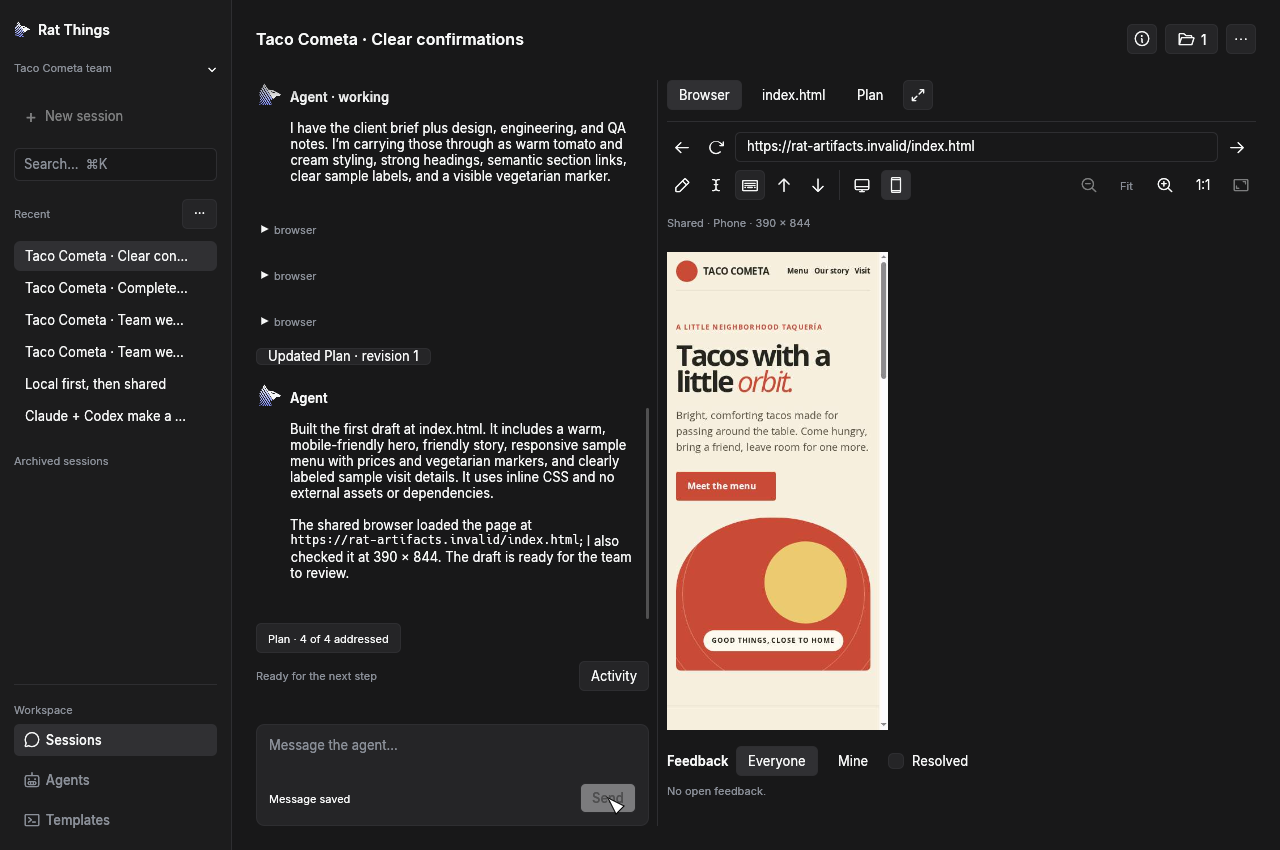 Rat Things
Taco Cometa team
+ New session
Search... ⌘K
Recent
...
Taco Cometa · Clear con...
Taco Cometa · Complete...
Taco Cometa · Team we...
Taco Cometa · Team we...
Local first, then shared
Claude + Codex make a ...
Archived sessions
Workspace
Sessions
Agents
Templates
Taco Cometa · Clear confirmations
1
...
Agent · working
I have the client brief plus design, engineering, and QA
notes. I’m carrying those through as warm tomato and
cream styling, strong headings, semantic section links,
clear sample labels, and a visible vegetarian marker.
browser
browser
browser
Updated Plan · revision 1
Agent
Built the first draft at index.html. It includes a warm,
mobile-friendly hero, friendly story, responsive sample
menu with prices and vegetarian markers, and clearly
labeled sample visit details. It uses inline CSS and no
external assets or dependencies.
The shared browser loaded the page at
https://rat-artifacts.invalid/index.html; I also
checked it at 390 × 844. The draft is ready for the team
to review.
Plan · 4 of 4 addressed
Ready for the next step
Activity
Message the agent...
Message saved
Send
Browser
index.html
Plan
https://rat-artifacts.invalid/index.html
Fit
1:1
Shared · Phone · 390 × 844
TACO COMETA
Menu Our story Visit
A LITTLE NEIGHBORHOOD TAQUERÍA
Tacos with a
little orbit.
Bright, comforting tacos made for
passing around the table. Come hungry,
bring a friend, leave room for one more.
Meet the menu
GOOD THINGS, CLOSE TO HOME
Feedback
Everyone
Mine
Resolved
No open feedback.